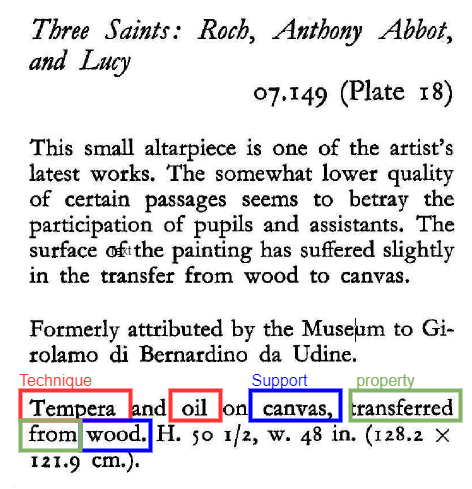 Three Saints: Roch, Anthony Abbot,
and Lucy
07.149 (Plate 18)
This small altarpiece is one of the artist's
latest works. The somewhat lower quality
of certain passages seems to betray the
participation of pupils and assistants. The
surface of the painting has suffered slightly
in the transfer from wood to canvas.
Formerly attributed by the Museum to Gi-
rolamo di Bernardino da Udine.
Technique Support property
Tempera and oil on canvas, transferred
from wood. H. 50 1/2, w. 48 in. (128.2 ×
121.9 cm.).